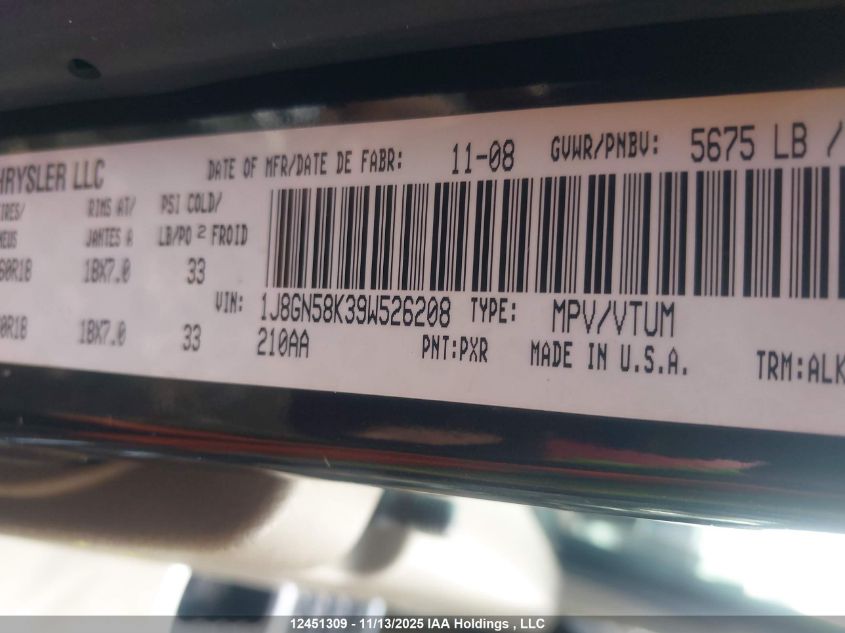 HRYSLER LLC DATE OF MFR/DATE DE FABR: 11-08 GVWR/PNBV: 5675 LB /
IRES/ RIMS AT/ PSI COLD/
NEUS JANTES A LB/PO 2 FROID
60R18 18X7.0 33
VIN: 1J8GN58K39W526208 TYPE: MPV/VTUM
0R18 18X7.0 33 210AA PNT:PXR MADE IN U.S.A. TRM:ALK
12451309 - 11/13/2025 IAA Holdings , LLC